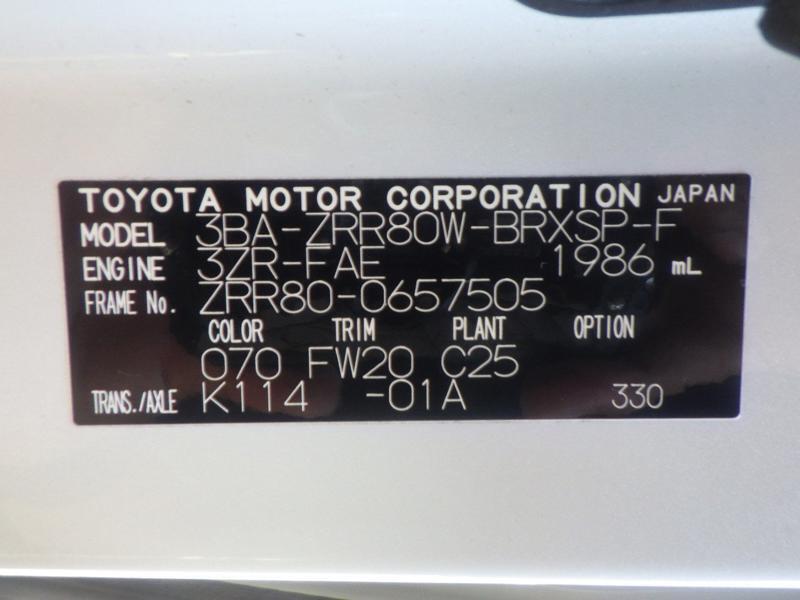 TOYOTA MOTOR CORPORATION JAPAN
MODEL 3BA-ZRR80W-BRXSP-F
ENGINE 3ZR-FAE 1986 mL
FRAME No. ZRR80-0657505
COLOR TRIM PLANT OPTION
070 FW20 C25
TRANS./AXLE K114 -01A 330